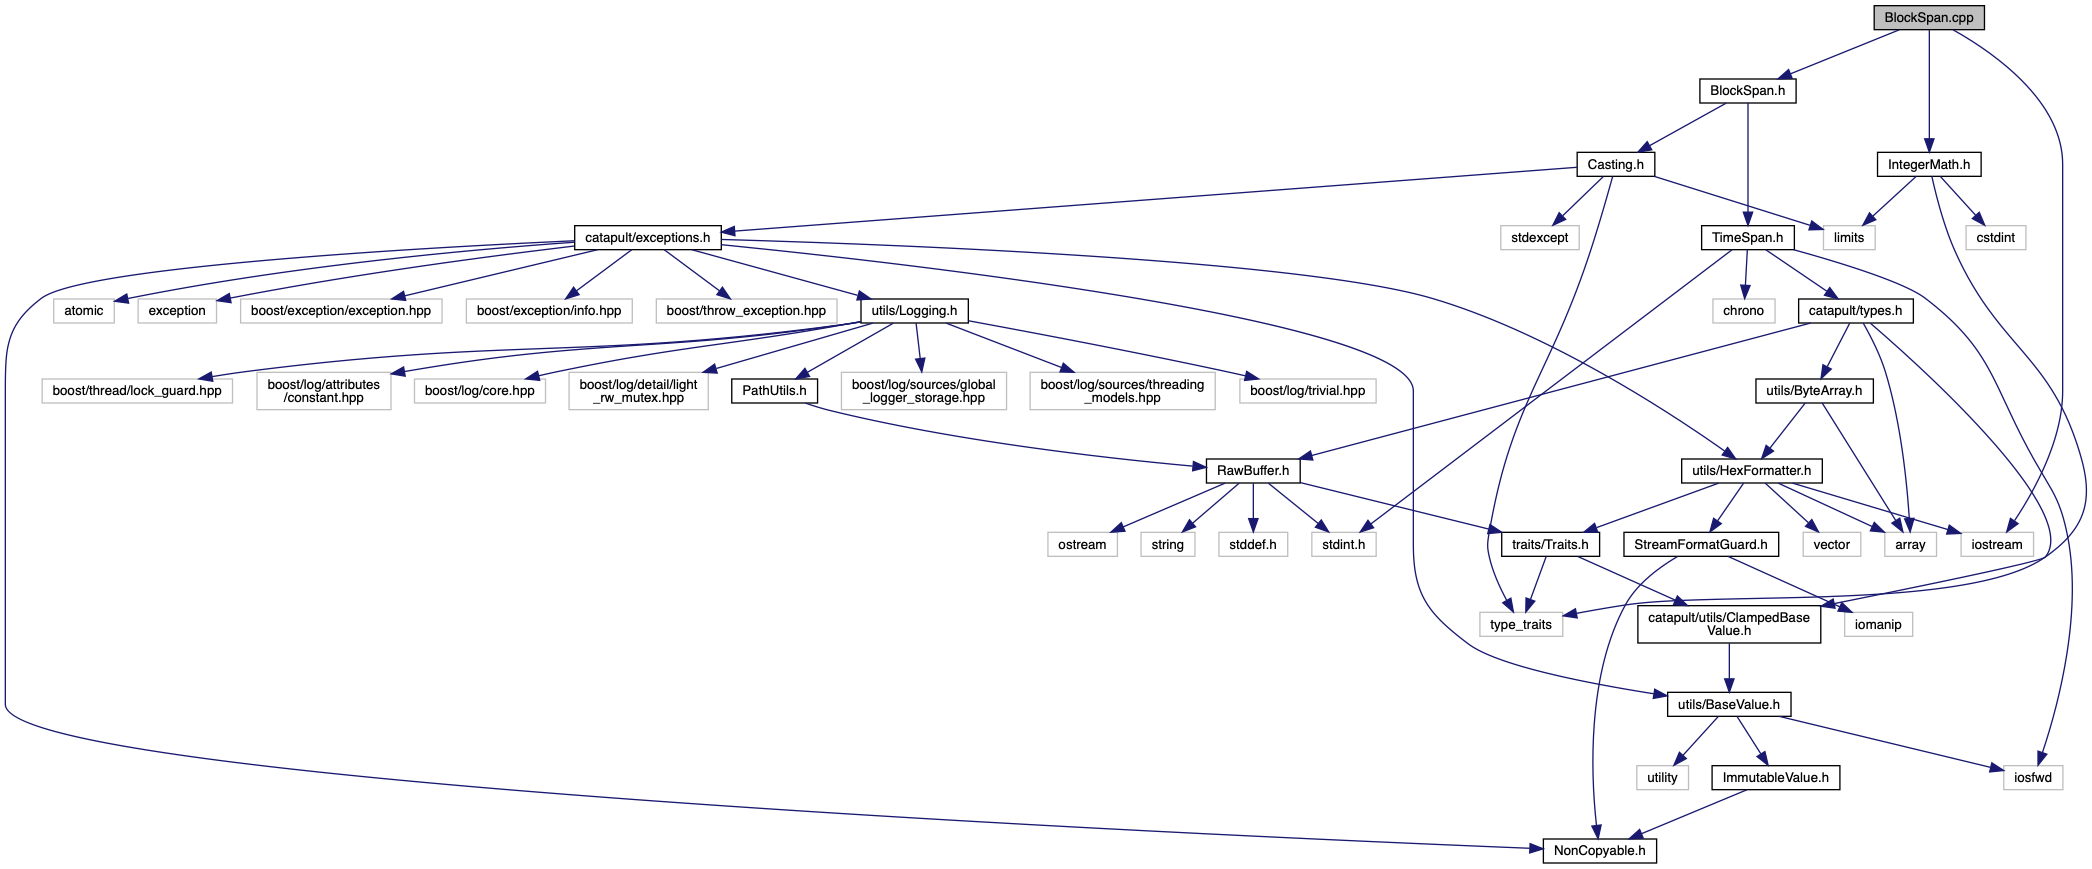 BlockSpan.cpp
BlockSpan.h
Casting.h
IntegerMath.h
catapult/exceptions.h
stdexcept
TimeSpan.h
limits
cstdint
atomic
exception
boost/exception/exception.hpp
boost/exception/info.hpp
boost/throw_exception.hpp
utils/Logging.h
chrono
catapult/types.h
boost/thread/lock_guard.hpp
boost/log/attributes
/constant.hpp
boost/log/core.hpp
boost/log/detail/light
_rw_mutex.hpp
PathUtils.h
boost/log/sources/global
_logger_storage.hpp
boost/log/sources/threading
_models.hpp
boost/log/trivial.hpp
utils/ByteArray.h
RawBuffer.h
utils/HexFormatter.h
ostream
string
stddef.h
stdint.h
traits/Traits.h
StreamFormatGuard.h
vector
array
iostream
type_traits
catapult/utils/ClampedBase
Value.h
iomanip
utils/BaseValue.h
utility
ImmutableValue.h
iosfwd
NonCopyable.h